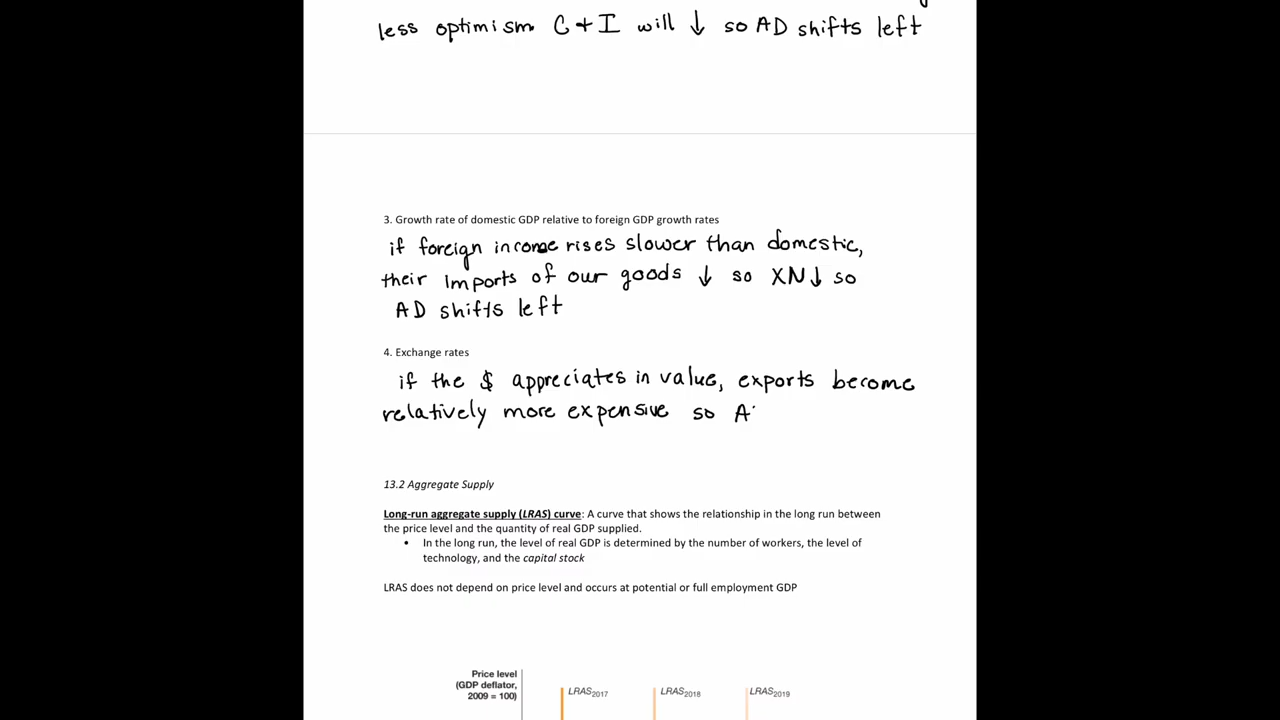 less optimism C + I will ↓ so AD shifts left
3. Growth rate of domestic GDP relative to foreign GDP growth rates
if foreign income rises slower than domestic,
their imports of our goods ↓ so XN↓ so
AD shifts left
4. Exchange rates
if the $ appreciates in value, exports become
relatively more expensive so A
13.2 Aggregate Supply
Long-run aggregate supply (LRAS) curve: A curve that shows the relationship in the long run between
the price level and the quantity of real GDP supplied.
• In the long run, the level of real GDP is determined by the number of workers, the level of
technology, and the capital stock
LRAS does not depend on price level and occurs at potential or full employment GDP
Price level
(GDP deflator,
2009 = 100)
LRAS2017 LRAS2018 LRAS2019